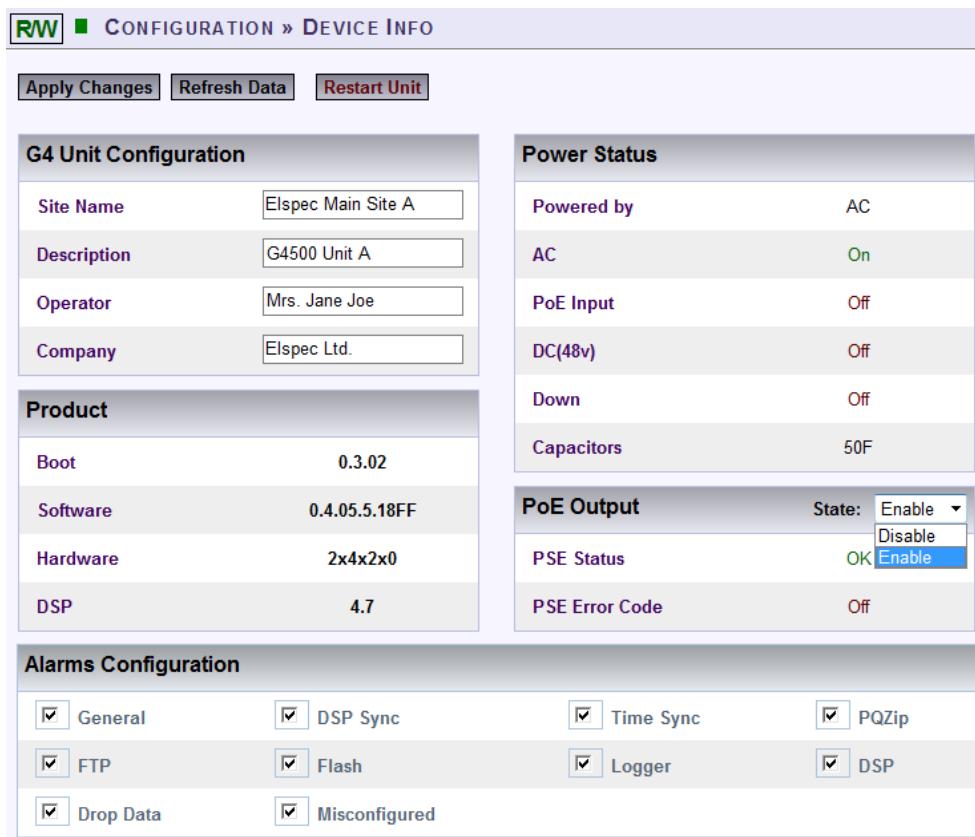 R/W CONFIGURATION » DEVICE INFO
Apply Changes Refresh Data Restart Unit
G4 Unit Configuration
Site Name Elspec Main Site A
Description G4500 Unit A
Operator Mrs. Jane Joe
Company Elspec Ltd.
Product
Boot 0.3.02
Software 0.4.05.5.18FF
Hardware 2x4x2x0
DSP 4.7
Power Status
Powered by AC
AC On
PoE Input Off
DC(48v) Off
Down Off
Capacitors 50F
PoE Output State: Enable
Disable
PSE Status OK Enable
PSE Error Code Off
Alarms Configuration
General DSP Sync Time Sync PQZip
FTP Flash Logger DSP
Drop Data Misconfigured